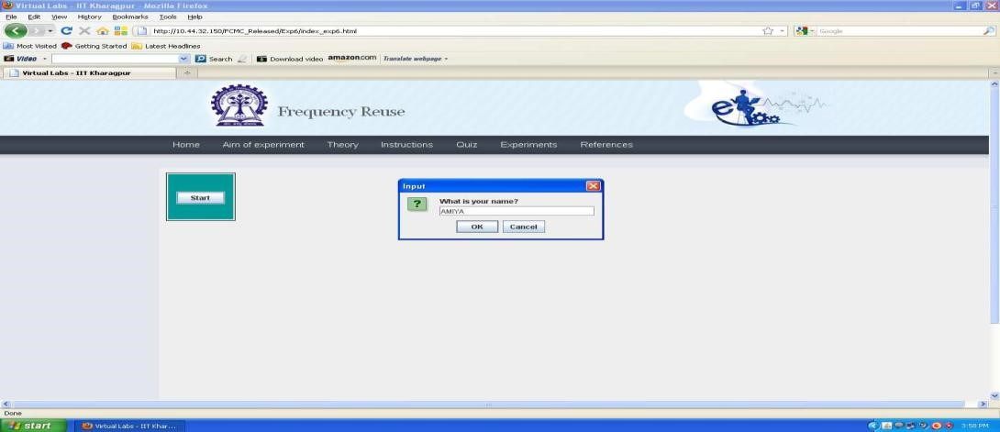 Virtual Labs - IIT Kharagpur - Mozilla Firefox
File Edit View History Bookmarks Tools Help
http://10.44.32.150/FCMC_Released/Exp6/index_exp6.html
Google
Most Visited Getting Started Latest Headlines
Video Search Download video amazon.com Translate webpage
Virtual Labs - IIT Kharagpur
Frequency Reuse
Home Aim of experiment Theory Instructions Quiz Experiments References
Start
Input
? What is your name?
AMIYA
OK Cancel
Done
start Virtual Labs - IIT Khar... 3:58 PM